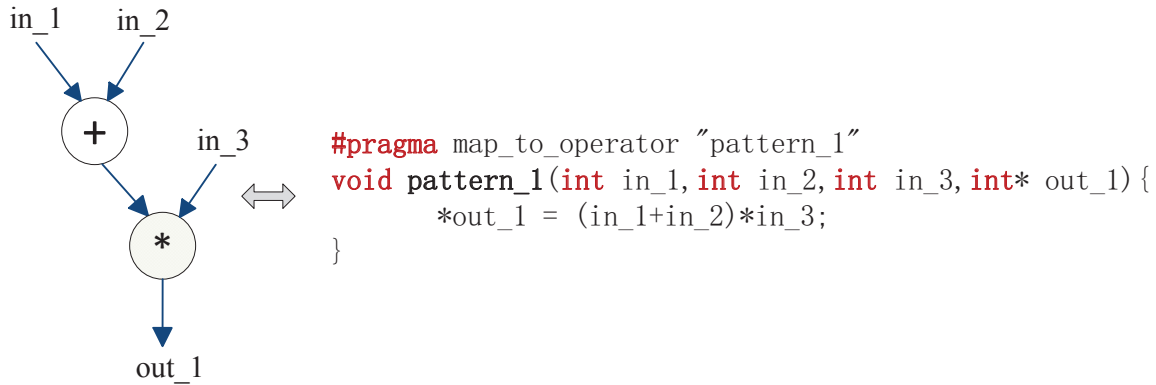 in_1 in_2
+
in_3
*
out_1
#pragma map_to_operator "pattern_1"
void pattern_1(int in_1,int in_2,int in_3,int* out_1){
*out_1 = (in_1+in_2)*in_3;
}